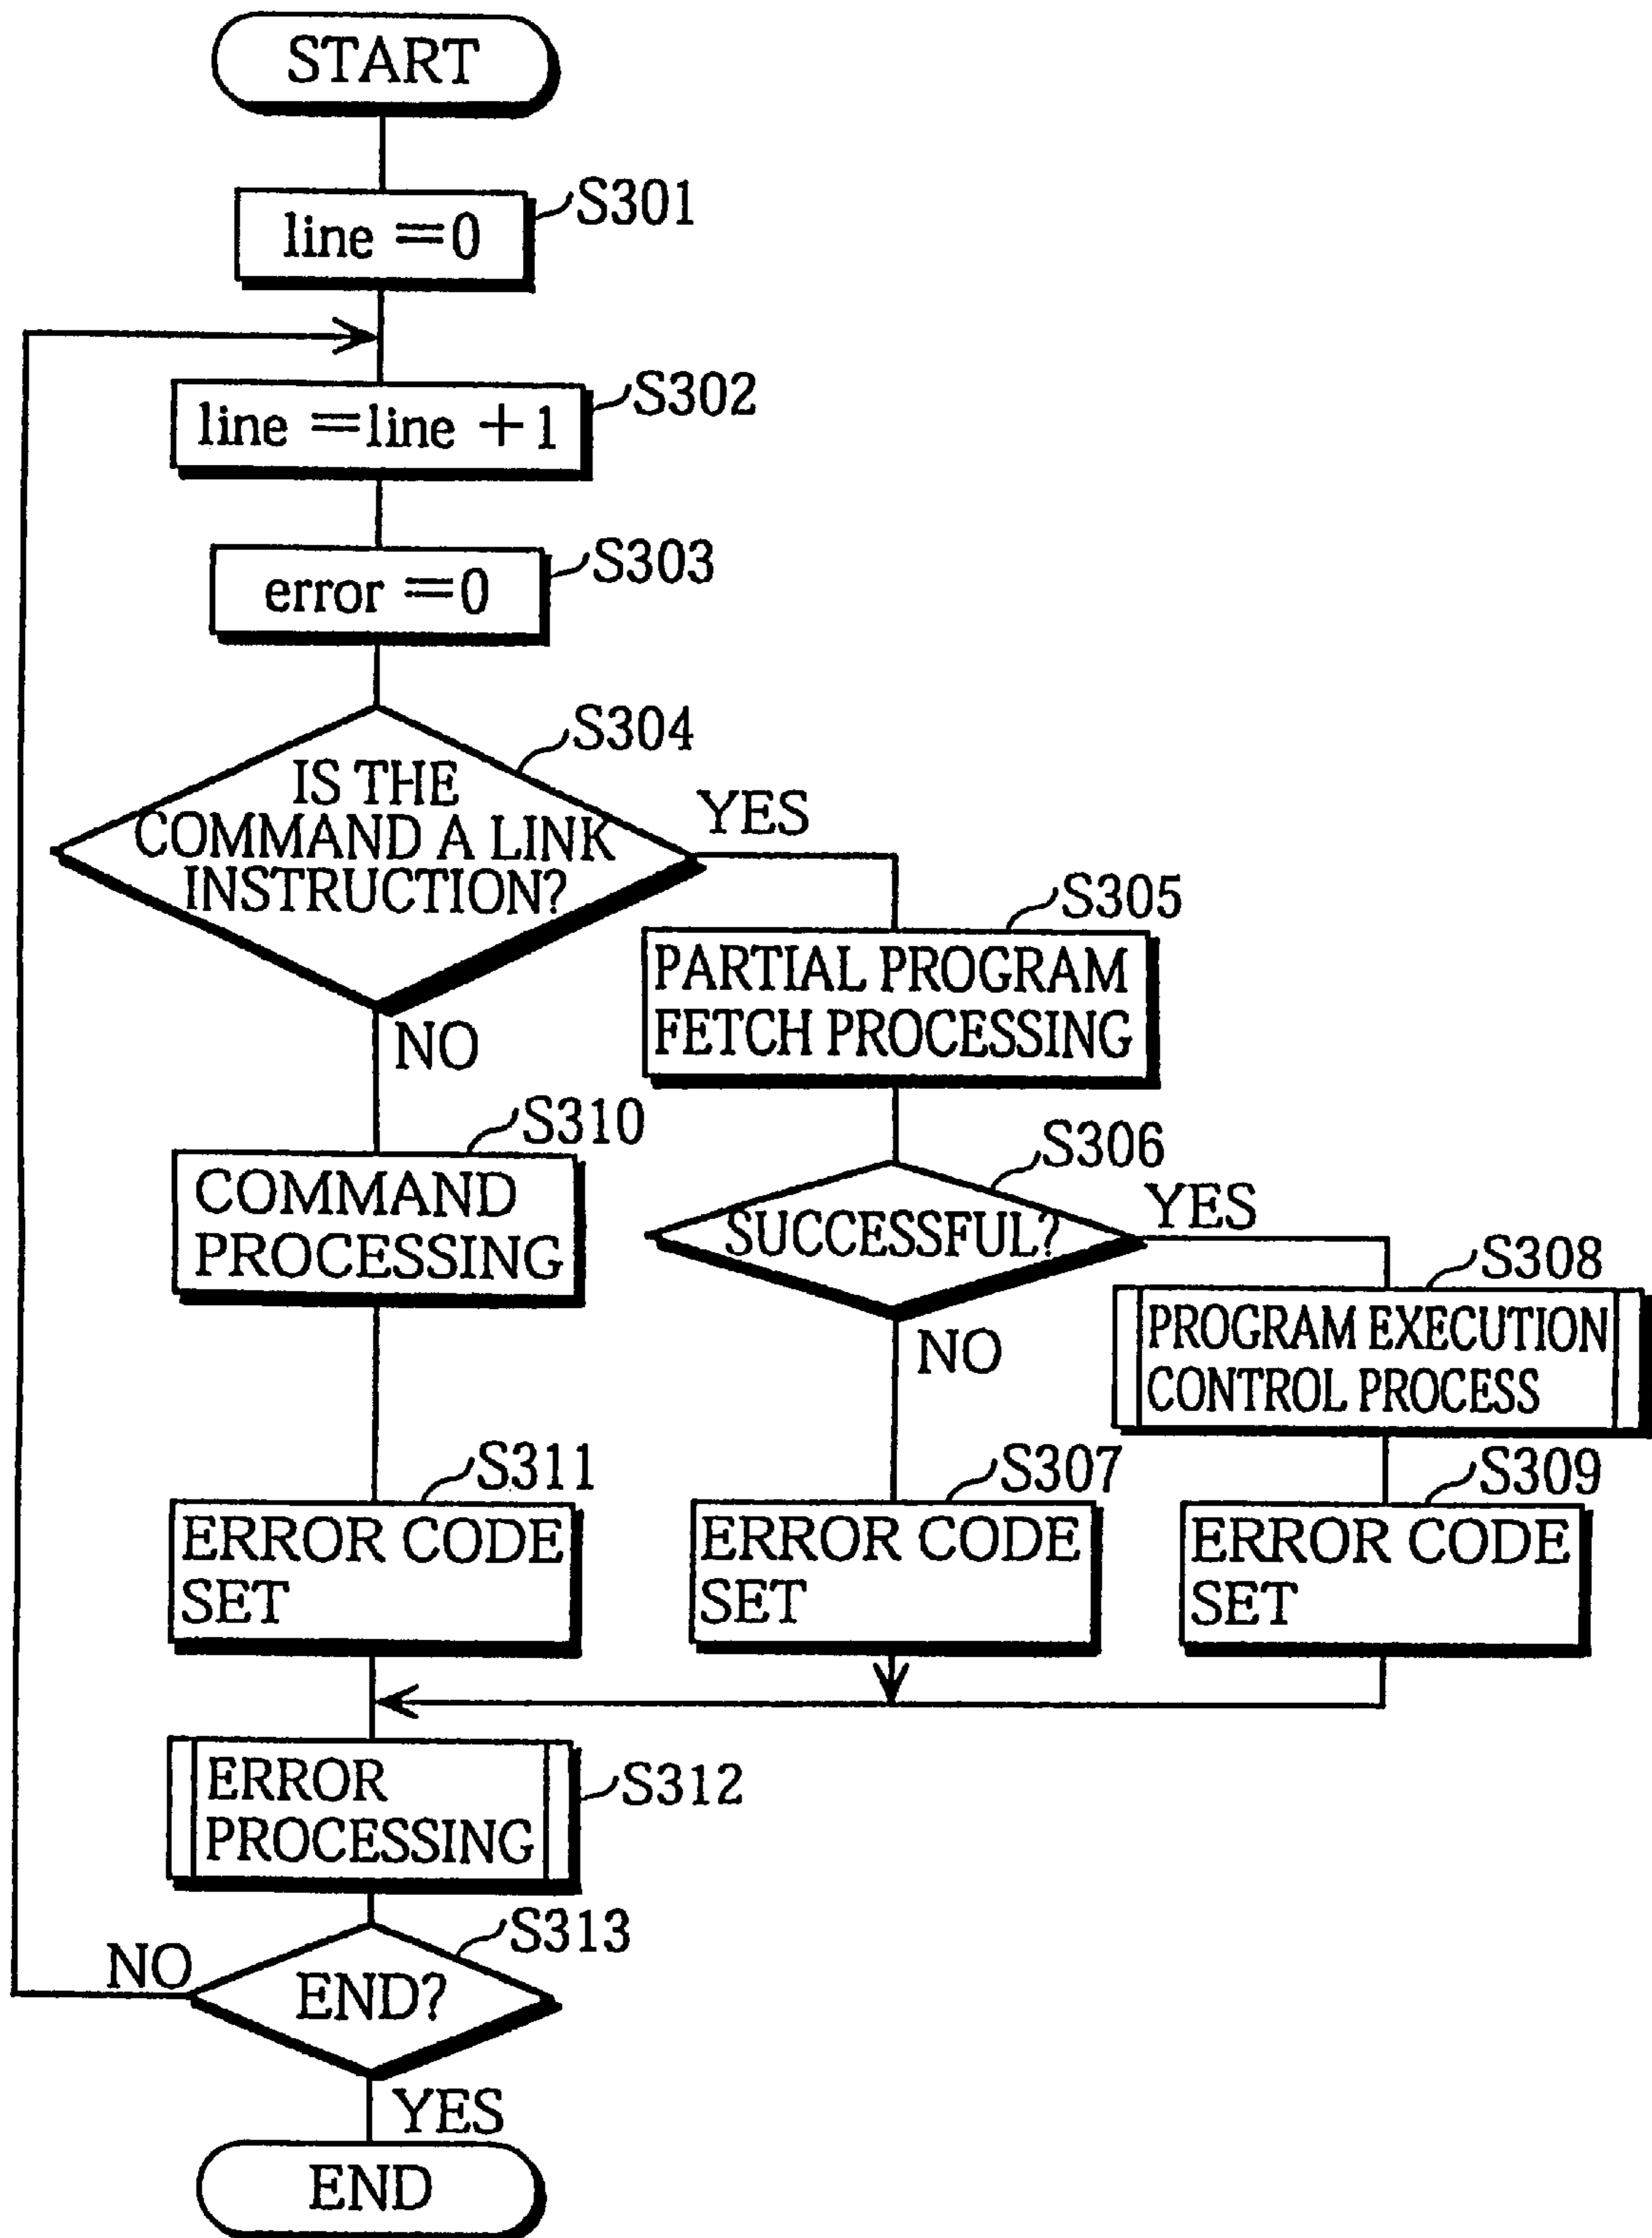 START
S301
line =0
S302
line =line +1
S303
error =0
S304
IS THE
COMMAND A LINK
INSTRUCTION?
YES
S305
PARTIAL PROGRAM
FETCH PROCESSING
NO
S310
COMMAND
PROCESSING
S306
SUCCESSFUL?
YES
S308
PROGRAM EXECUTION
CONTROL PROCESS
NO
S311
ERROR CODE
SET
S307
ERROR CODE
SET
S309
ERROR CODE
SET
S312
ERROR
PROCESSING
S313
NO
END?
YES
END